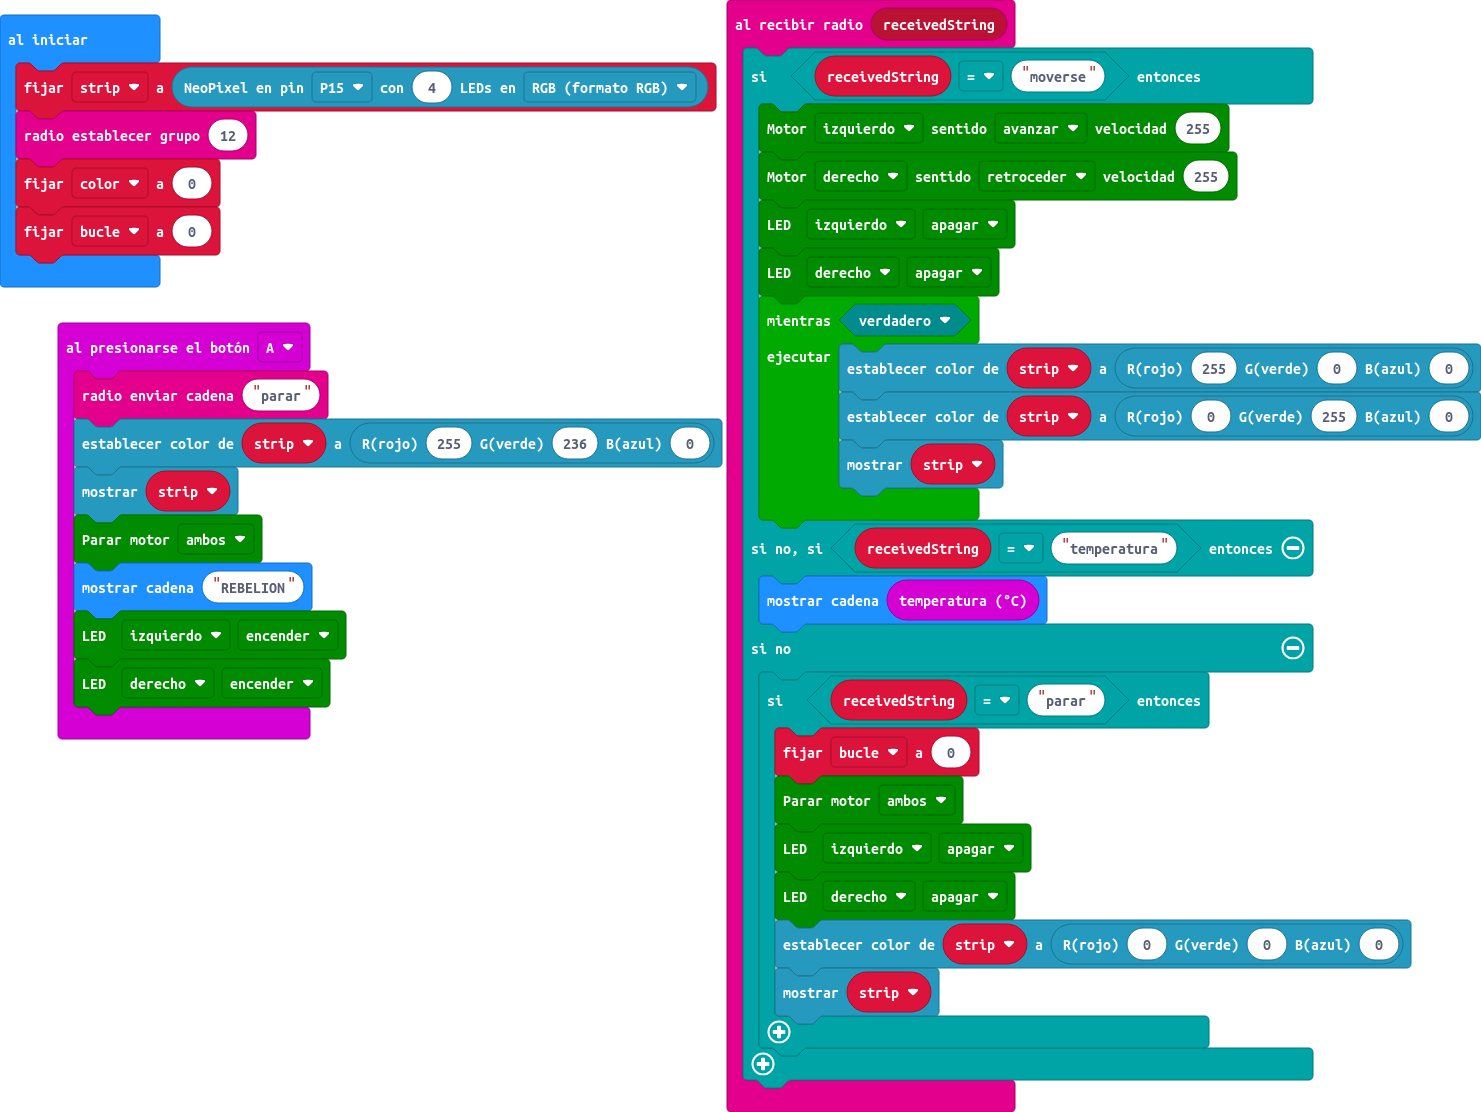 al iniciar
fijar strip a NeoPixel en pin P15 con 4 LEDs en RGB (formato RGB)
radio establecer grupo 12
fijar color a 0
fijar bucle a 0
al presionarse el botón A
radio enviar cadena "parar"
establecer color de strip a R(rojo) 255 G(verde) 236 B(azul) 0
mostrar strip
Parar motor ambos
mostrar cadena "REBELION"
LED izquierdo encender
LED derecho encender
al recibir radio receivedString
si receivedString = "moverse" entonces
Motor izquierdo sentido avanzar velocidad 255
Motor derecho sentido retroceder velocidad 255
LED izquierdo apagar
LED derecho apagar
mientras verdadero
ejecutar establecer color de strip a R(rojo) 255 G(verde) 0 B(azul) 0
establecer color de strip a R(rojo) 0 G(verde) 255 B(azul) 0
mostrar strip
si no, si receivedString = "temperatura" entonces
mostrar cadena temperatura (°C)
si no
si receivedString = "parar" entonces
fijar bucle a 0
Parar motor ambos
LED izquierdo apagar
LED derecho apagar
establecer color de strip a R(rojo) 0 G(verde) 0 B(azul) 0
mostrar strip